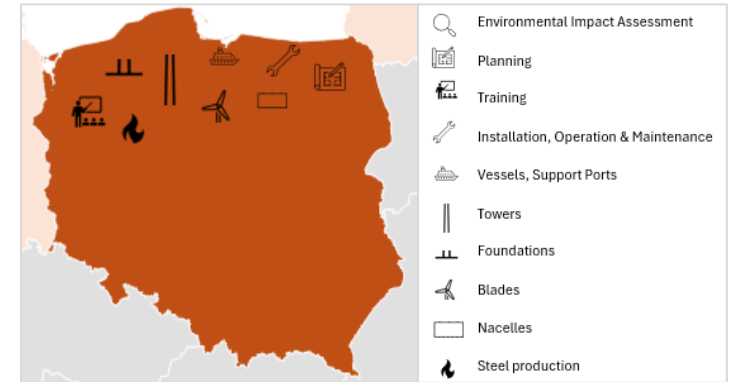 Environmental Impact Assessment
Planning
Training
Installation, Operation & Maintenance
Vessels, Support Ports
Towers
Foundations
Blades
Nacelles
Steel production